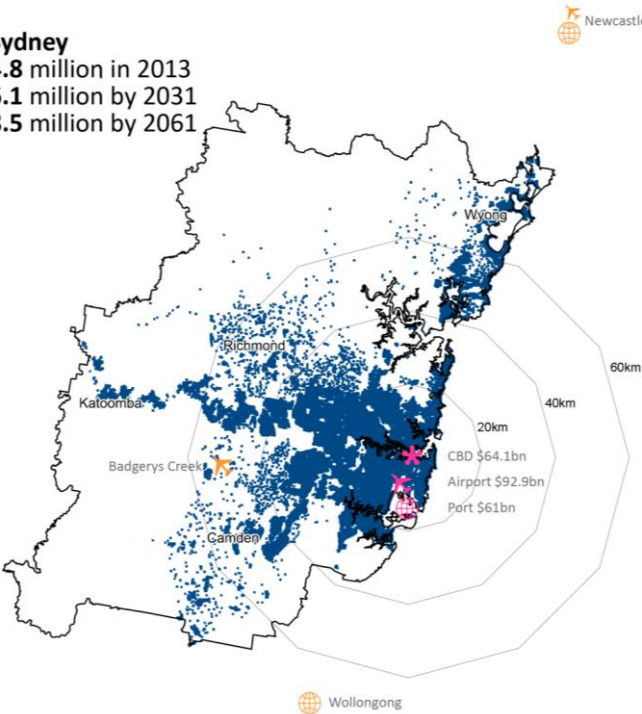 Newcastle
ydney
.8 million in 2013
.1 million by 2031
.5 million by 2061
Wyong
Richmond
60km
Katoomba
40km
20km
CBD $64.1bn
Badgerys Creek
Airport $92.9bn
Port $61bn
Camden
Wollongong